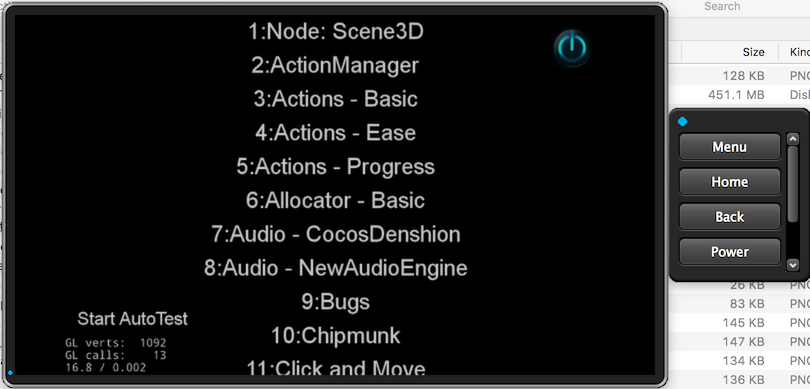 Search
Size
Kin
128 KB
451.1 MB
PNG
Disk
1:Node: Scene3D
2:ActionManager
3:Actions - Basic
4:Actions - Ease
5:Actions - Progress
6:Allocator - Basic
7:Audio - CocosDenshion
8:Audio - NewAudioEngine
9:Bugs
10:Chipmunk
11:Click and Move
Start AutoTest
GL verts: 1092
GL calls: 13
16.8 / 0.002
Menu
Home
Back
Power
26 KB PNG
83 KB PNG
145 KB PNG
147 KB PNG
134 KB PNG
136 KB PNG